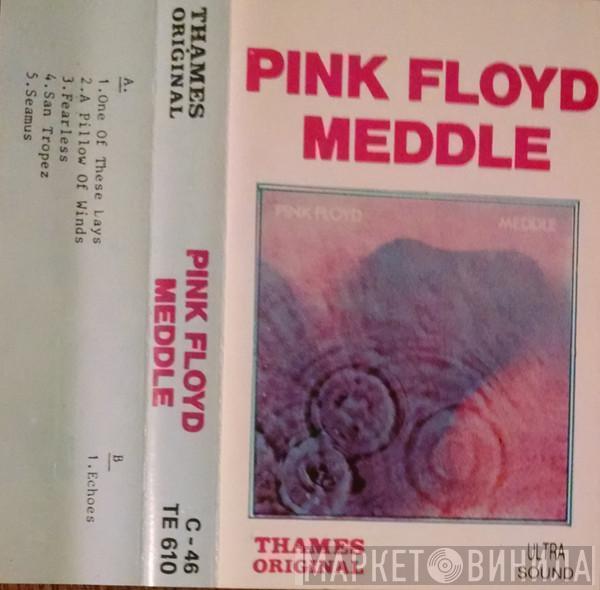 A:
1.One Of These Lays
2.A Pillow Of Winds
3.Fearless
4.San Tropez
5.Seamus
B
1.Echoes
THAMES
ORIGINAL
PINK FLOYD
MEDDLE
C-46
TE 610
PINK FLOYD
MEDDLE
PINK FLOYD
MEDDLE
THAMES
ORIGINAL
ULTRA
SOUND
МАРКЕТ ВИНИЛА